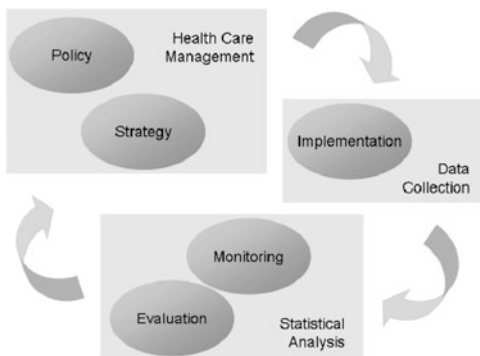 Health Care
Management
Policy
Strategy
Implementation
Data
Collection
Monitoring
Evaluation
Statistical
Analysis